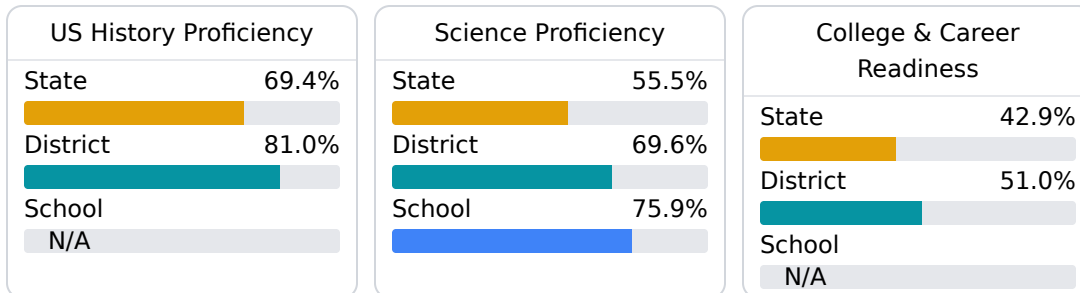 US History Proficiency
State 69.4%
District 81.0%
School
N/A
Science Proficiency
State 55.5%
District 69.6%
School 75.9%
College & Career
Readiness
State 42.9%
District 51.0%
School
N/A